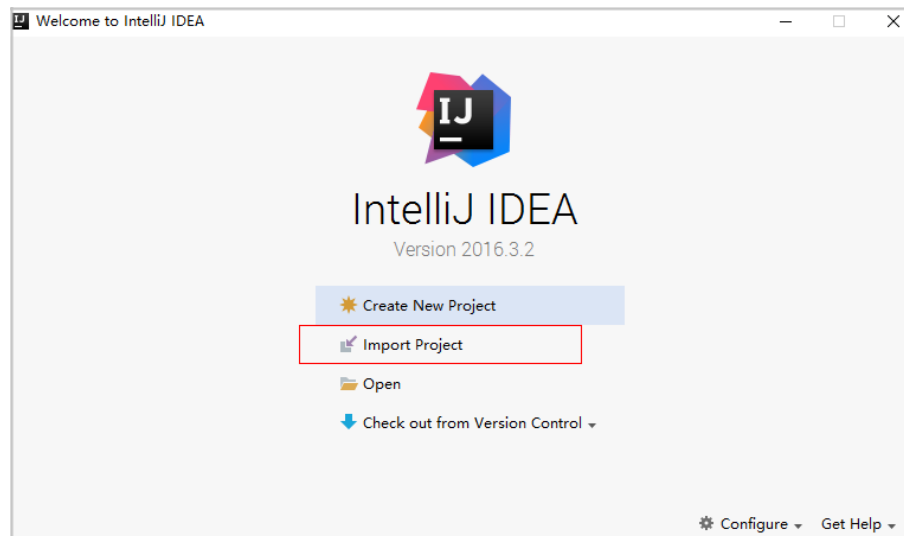 Welcome to IntelliJ IDEA
IJ
IntelliJ IDEA
Version 2016.3.2
Create New Project
Import Project
Open
Check out from Version Control
Configure Get Help